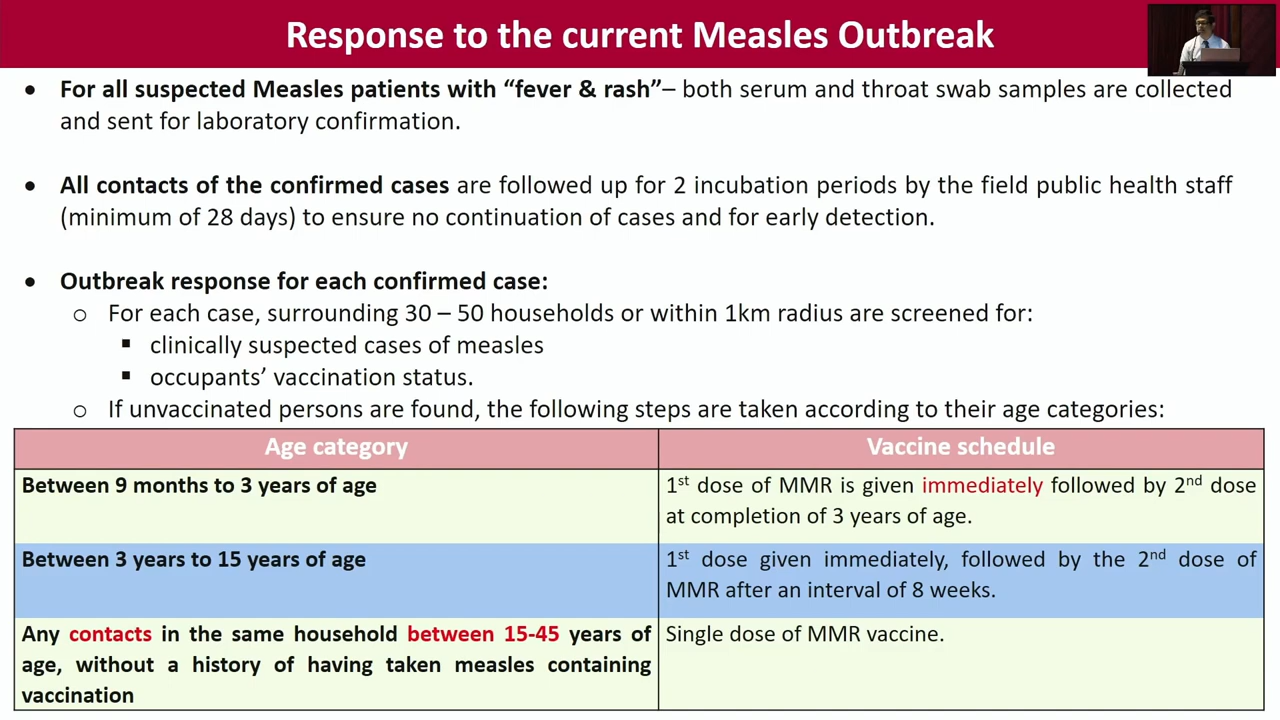 Response to the current Measles Outbreak
• For all suspected Measles patients with “fever & rash”– both serum and throat swab samples are collected
and sent for laboratory confirmation.
• All contacts of the confirmed cases are followed up for 2 incubation periods by the field public health staff
(minimum of 28 days) to ensure no continuation of cases and for early detection.
• Outbreak response for each confirmed case:
o For each case, surrounding 30 – 50 households or within 1km radius are screened for:
▪ clinically suspected cases of measles
▪ occupants’ vaccination status.
o If unvaccinated persons are found, the following steps are taken according to their age categories:
Age category
Vaccine schedule
Between 9 months to 3 years of age
1st dose of MMR is given immediately followed by 2nd dose
at completion of 3 years of age.
Between 3 years to 15 years of age
1st dose given immediately, followed by the 2nd dose of
MMR after an interval of 8 weeks.
Any contacts in the same household between 15-45 years of
age, without a history of having taken measles containing
vaccination
Single dose of MMR vaccine.